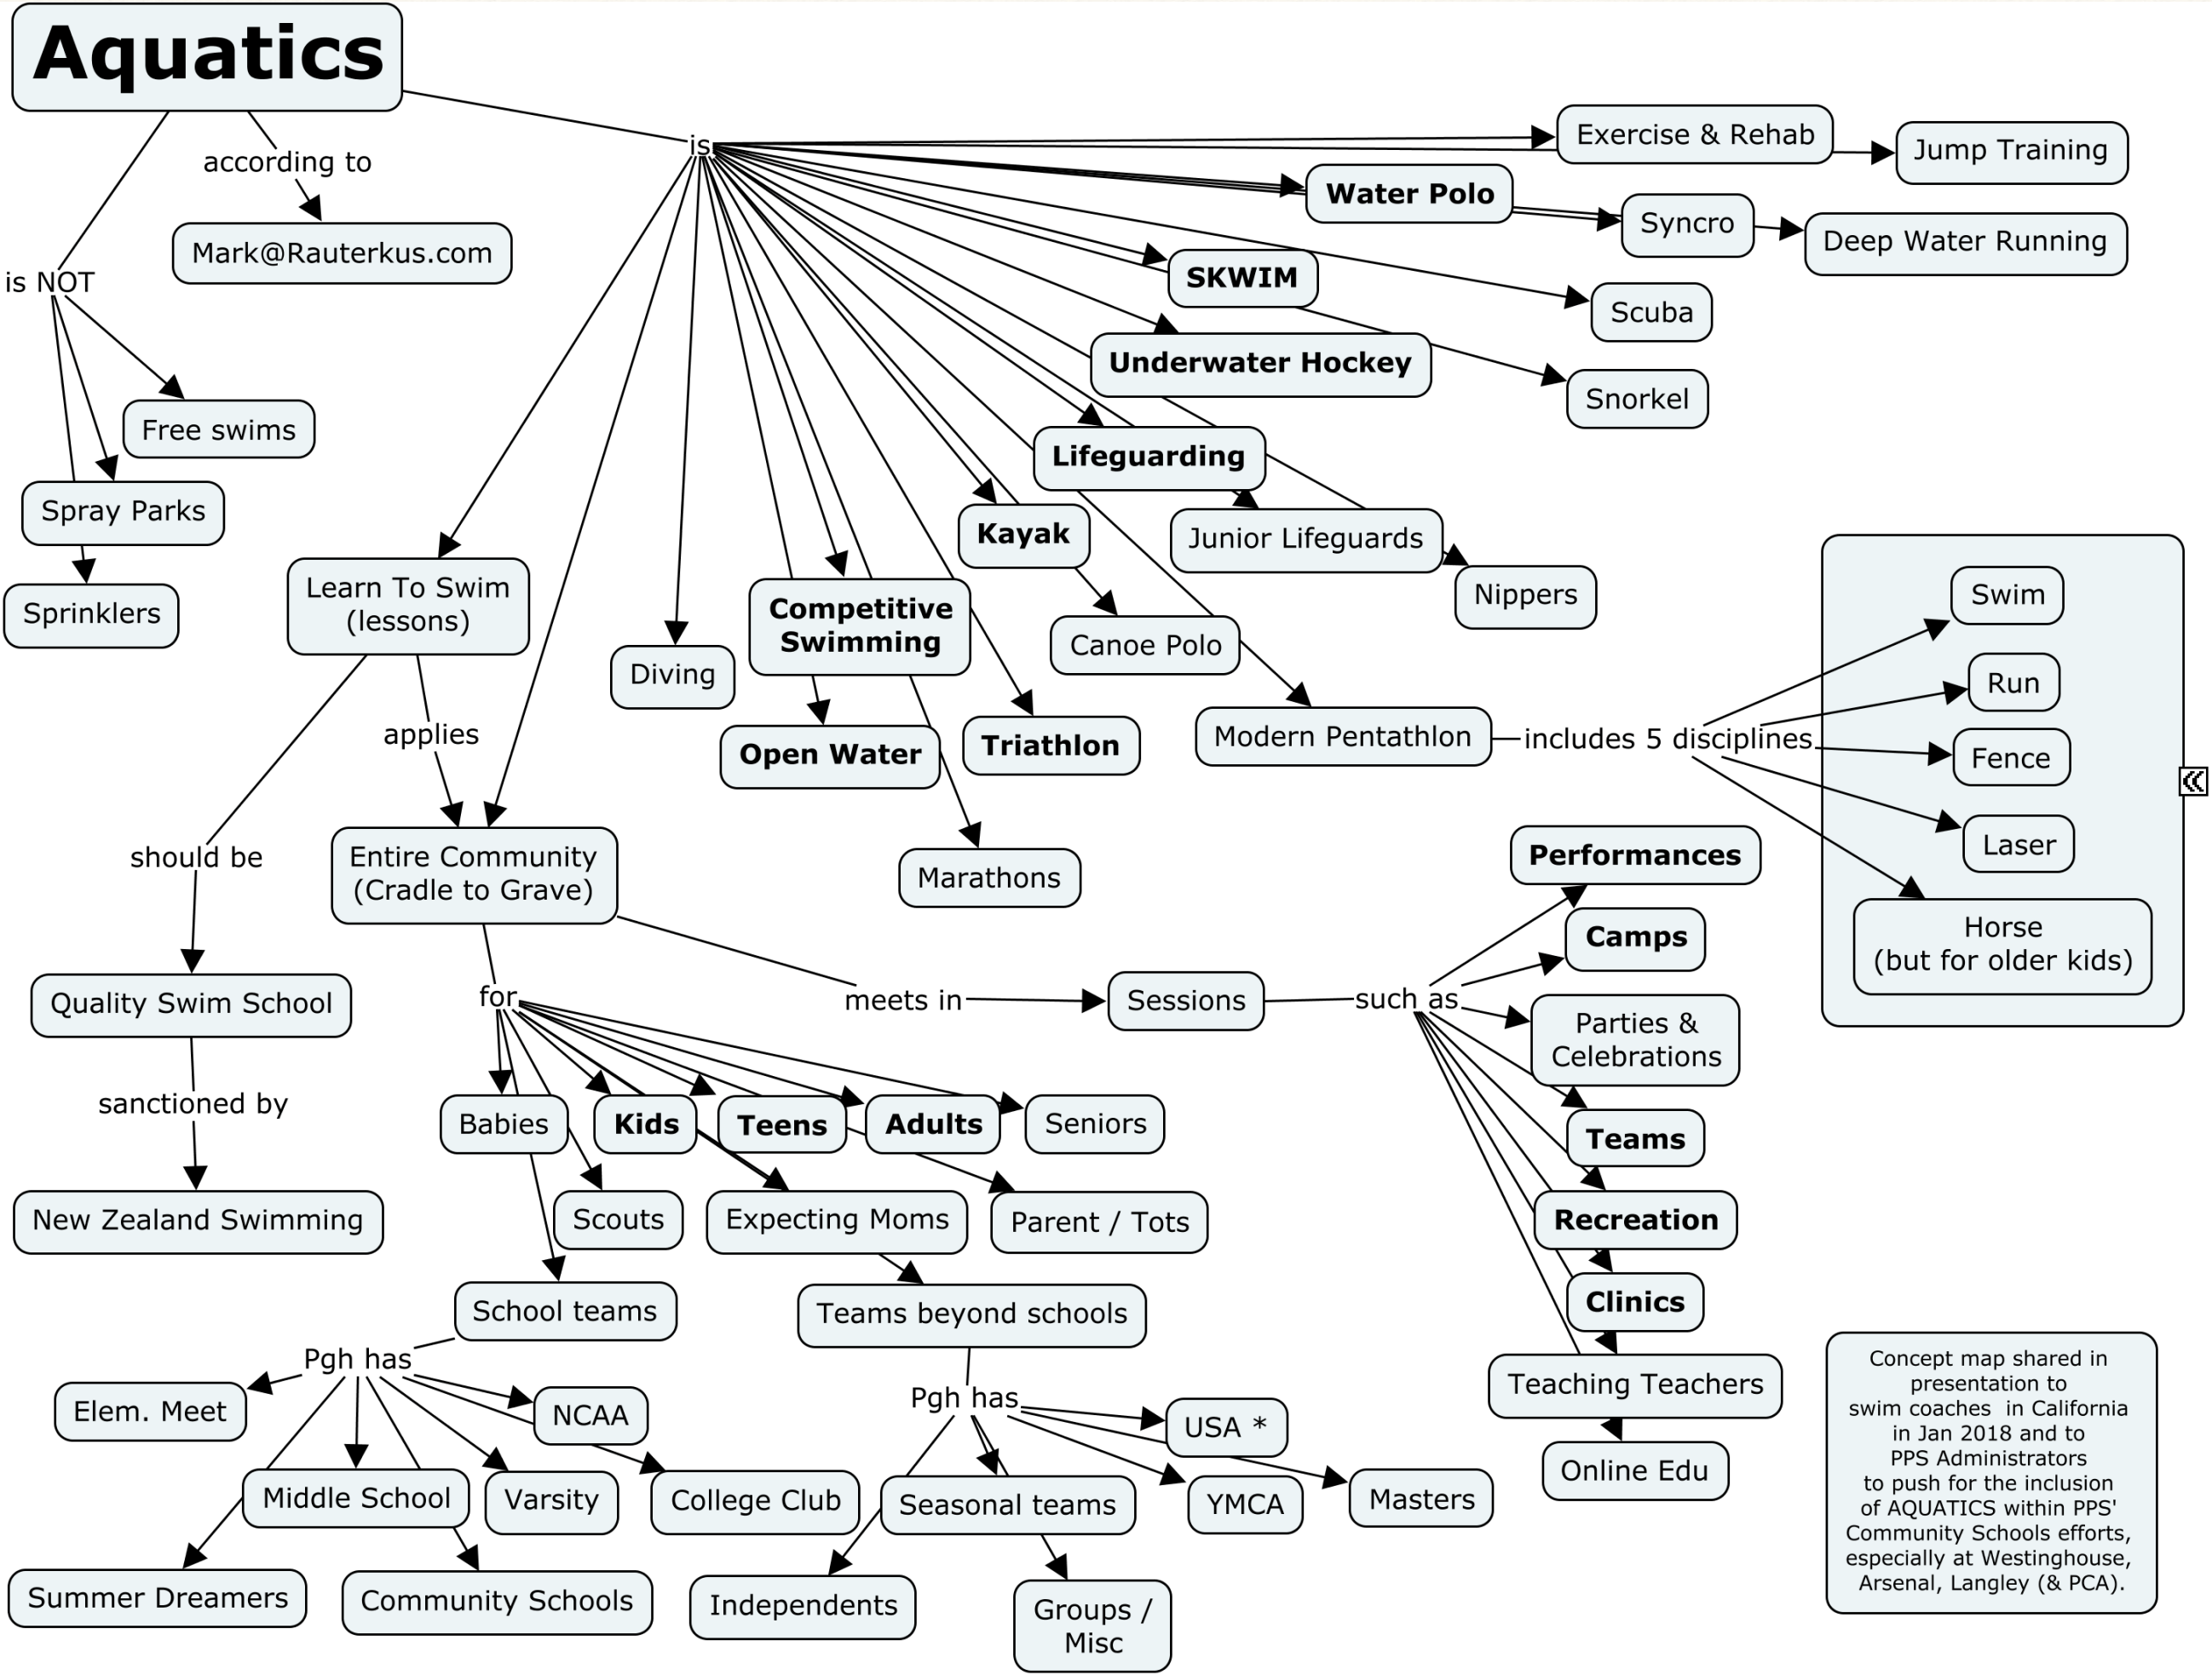 Aquatics
is
Exercise & Rehab
Jump Training
according to
Water Polo
Syncro
Deep Water Running
Mark@Rauterkus.com
is NOT
SKWIM
Scuba
Underwater Hockey
Snorkel
Free swims
Lifeguarding
Spray Parks
Kayak
Junior Lifeguards
Nippers
Sprinklers
Learn To Swim
(lessons)
Competitive
Swimming
Diving
Canoe Polo
Open Water
Triathlon
Modern Pentathlon
includes 5 disciplines
Swim
Run
Fence
Laser
Horse
(but for older kids)
applies
should be
Entire Community
(Cradle to Grave)
Marathons
Performances
Camps
Quality Swim School
for
meets in
Sessions
such as
Parties &
Celebrations
Teams
Recreation
Clinics
Teaching Teachers
Online Edu
sanctioned by
Babies
Kids
Teens
Adults
Seniors
New Zealand Swimming
Scouts
Expecting Moms
Parent / Tots
School teams
Teams beyond schools
Pgh has
Elem. Meet
NCAA
Middle School
Varsity
College Club
Summer Dreamers
Community Schools
Pgh has
USA *
Seasonal teams
YMCA
Masters
Independents
Groups /
Misc
Concept map shared in
presentation to
swim coaches in California
in Jan 2018 and to
PPS Administrators
to push for the inclusion
of AQUATICS within PPS'
Community Schools efforts,
especially at Westinghouse,
Arsenal, Langley (& PCA).